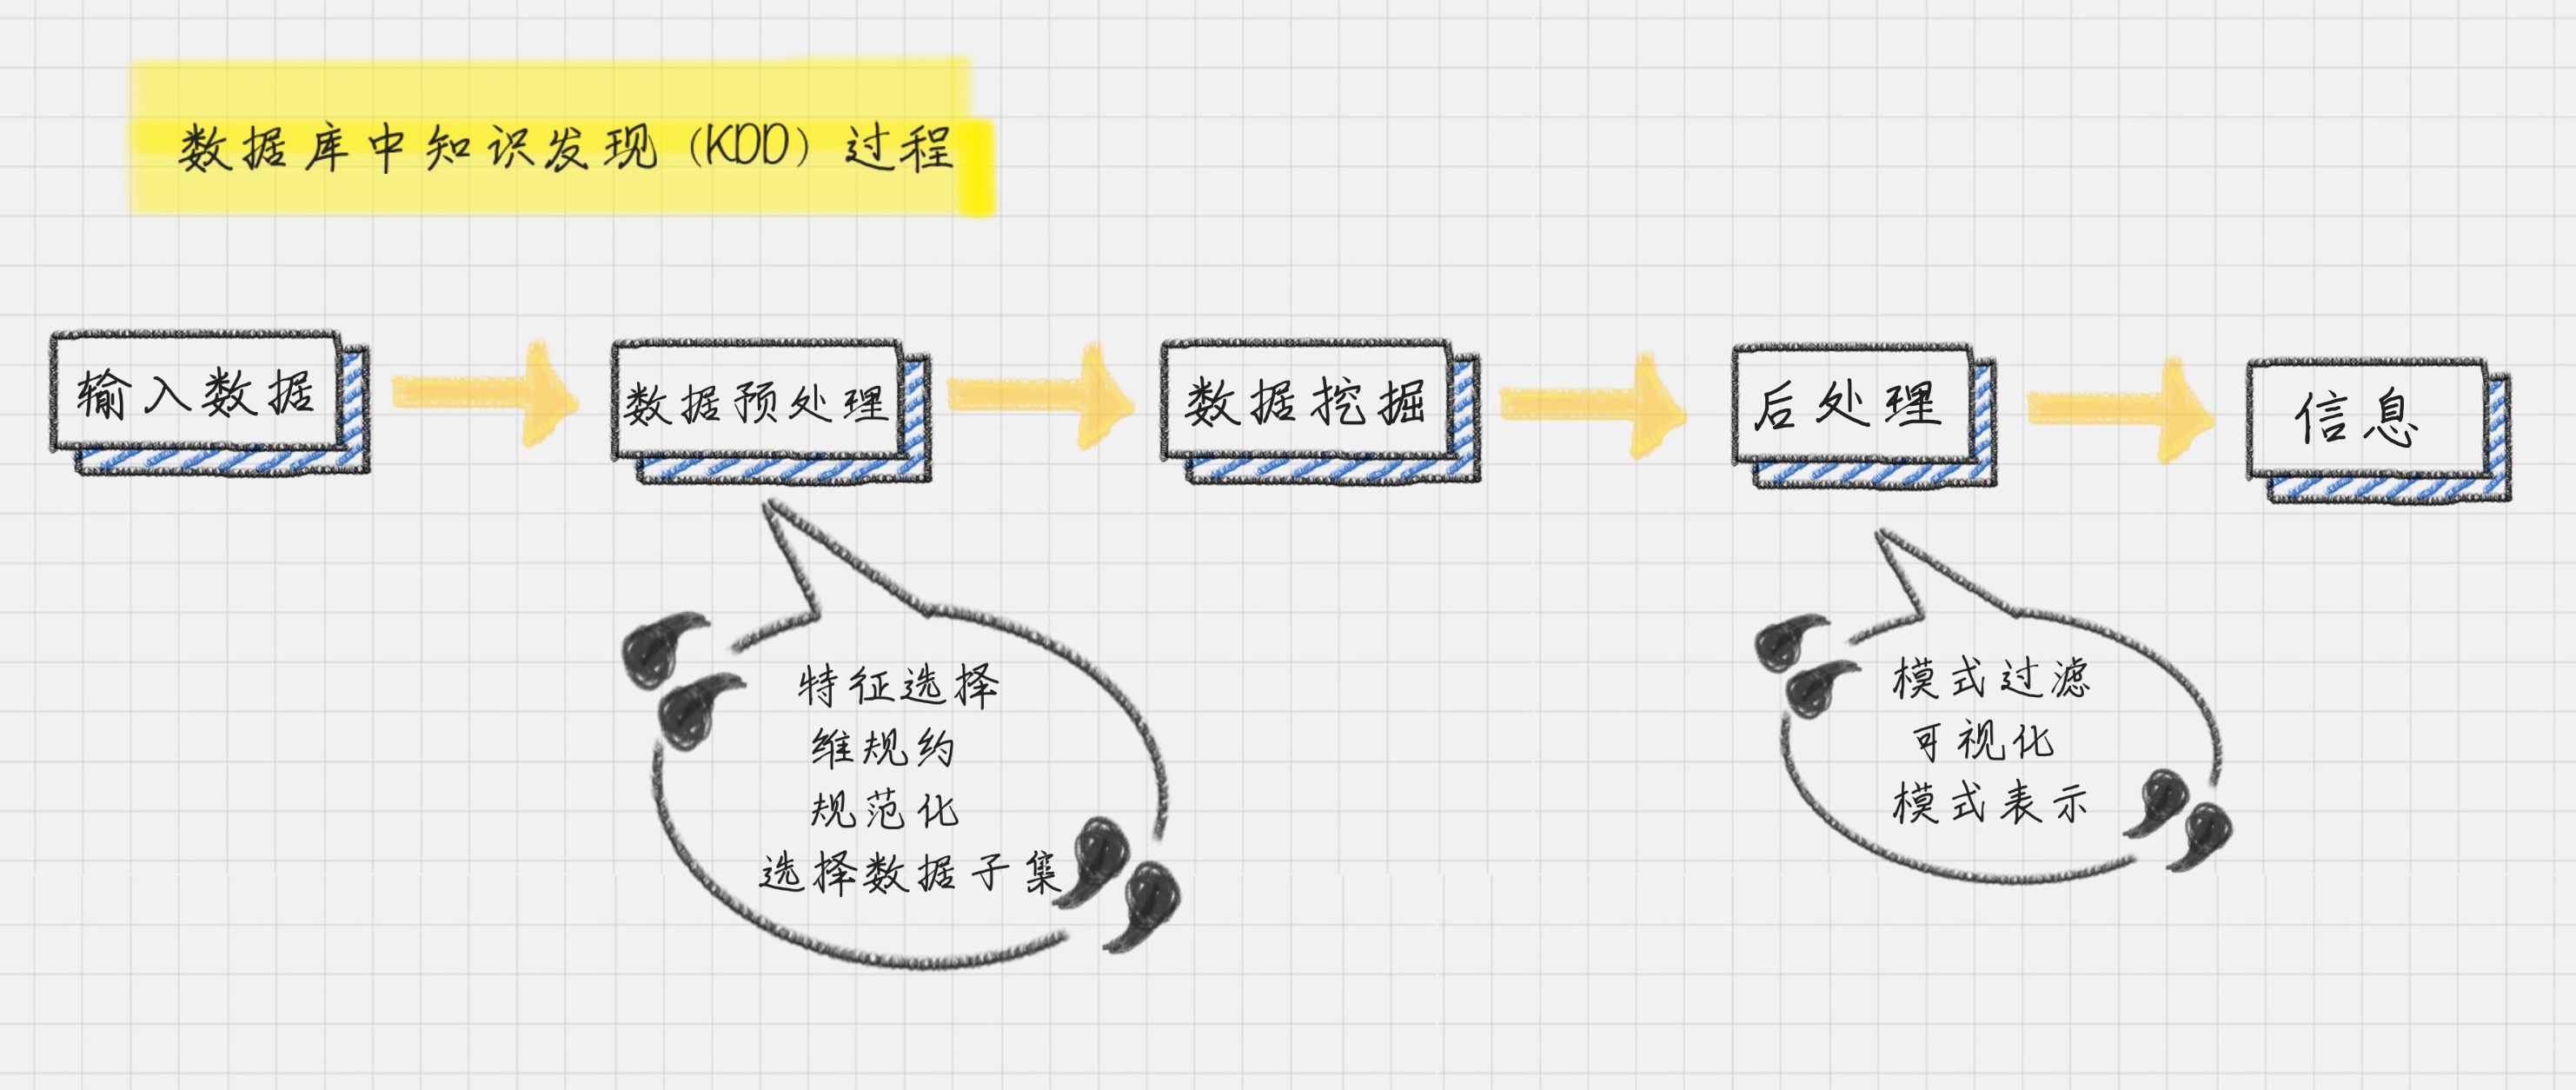 数据库中知识发现（KDD）过程
输入数据
数据预处理
数据挖掘
后处理
信息
特征选择
维规约
规范化
选择数据子集
模式过滤
可视化
模式表示